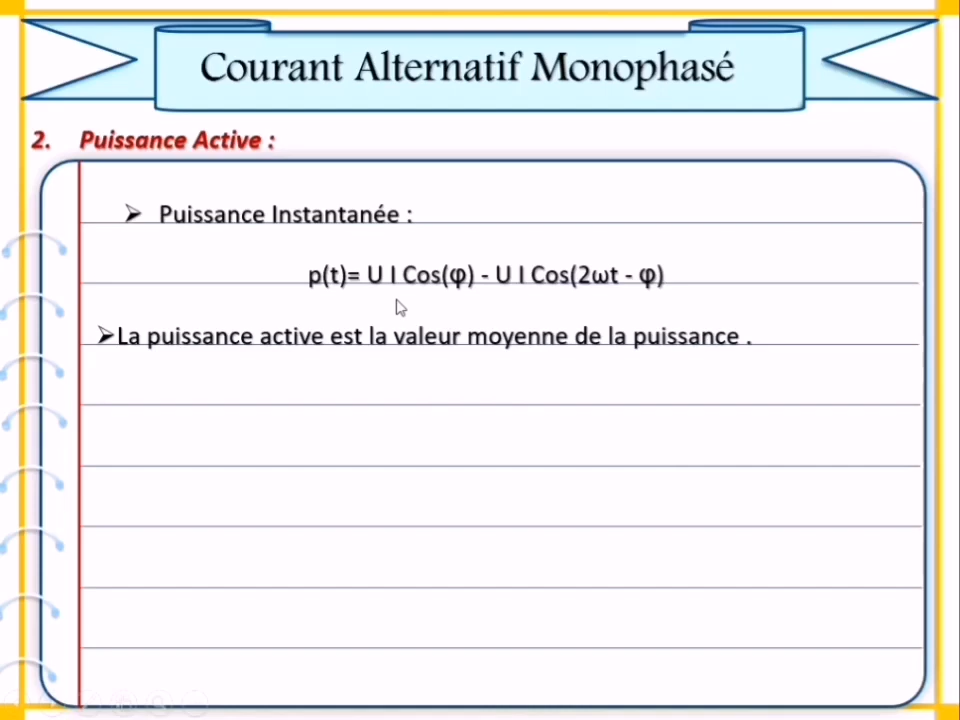 Courant Alternatif Monophasé
2. Puissance Active :
➢ Puissance Instantanée :
p(t)= U I Cos(φ) - U I Cos(2ωt - φ)
➢La puissance active est la valeur moyenne de la puissance .